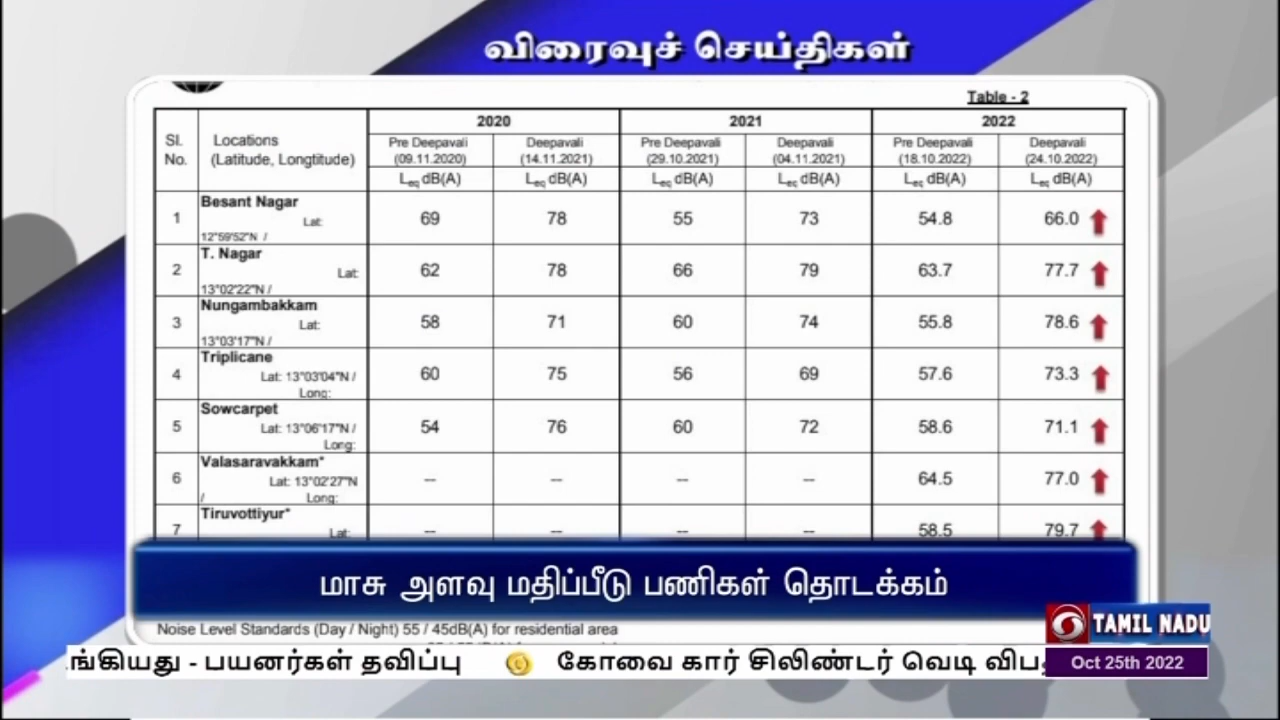 விரைவுச் செய்திகள்
Table - 2
Sl. No. Locations (Latitude, Longtitude) 2020 2021 2022
Pre Deepavali (09.11.2020) Deepavali (14.11.2021) Pre Deepavali (29.10.2021) Deepavali (04.11.2021) Pre Deepavali (18.10.2022) Deepavali (24.10.2022)
Leq dB(A) Leq dB(A) Leq dB(A) Leq dB(A) Leq dB(A) Leq dB(A)
1 Besant Nagar Lat: 12°59'52"N / 69 78 55 73 54.8 66.0
2 T. Nagar Lat: 13°02'22"N / 62 78 66 79 63.7 77.7
3 Nungambakkam Lat: 13°03'17"N / 58 71 60 74 55.8 78.6
4 Triplicane Lat: 13°03'04"N / Long: 60 75 56 69 57.6 73.3
5 Sowcarpet Lat: 13°06'17"N / Long: 54 76 60 72 58.6 71.1
6 Valasaravakkam* Lat: 13°02'27"N / Long: -- -- -- -- 64.5 77.0
7 Tiruvottiyur* Lat: -- -- -- -- 58.5 79.7
மாசு அளவு மதிப்பீடு பணிகள் தொடக்கம்
Noise Level Standards (Day / Night) 55 / 45dB(A) for residential area
TAMIL NADU
ங்கியது - பயனர்கள் தவிப்பு கோவை கார் சிலிண்டர் வெடி
Oct 25th 2022